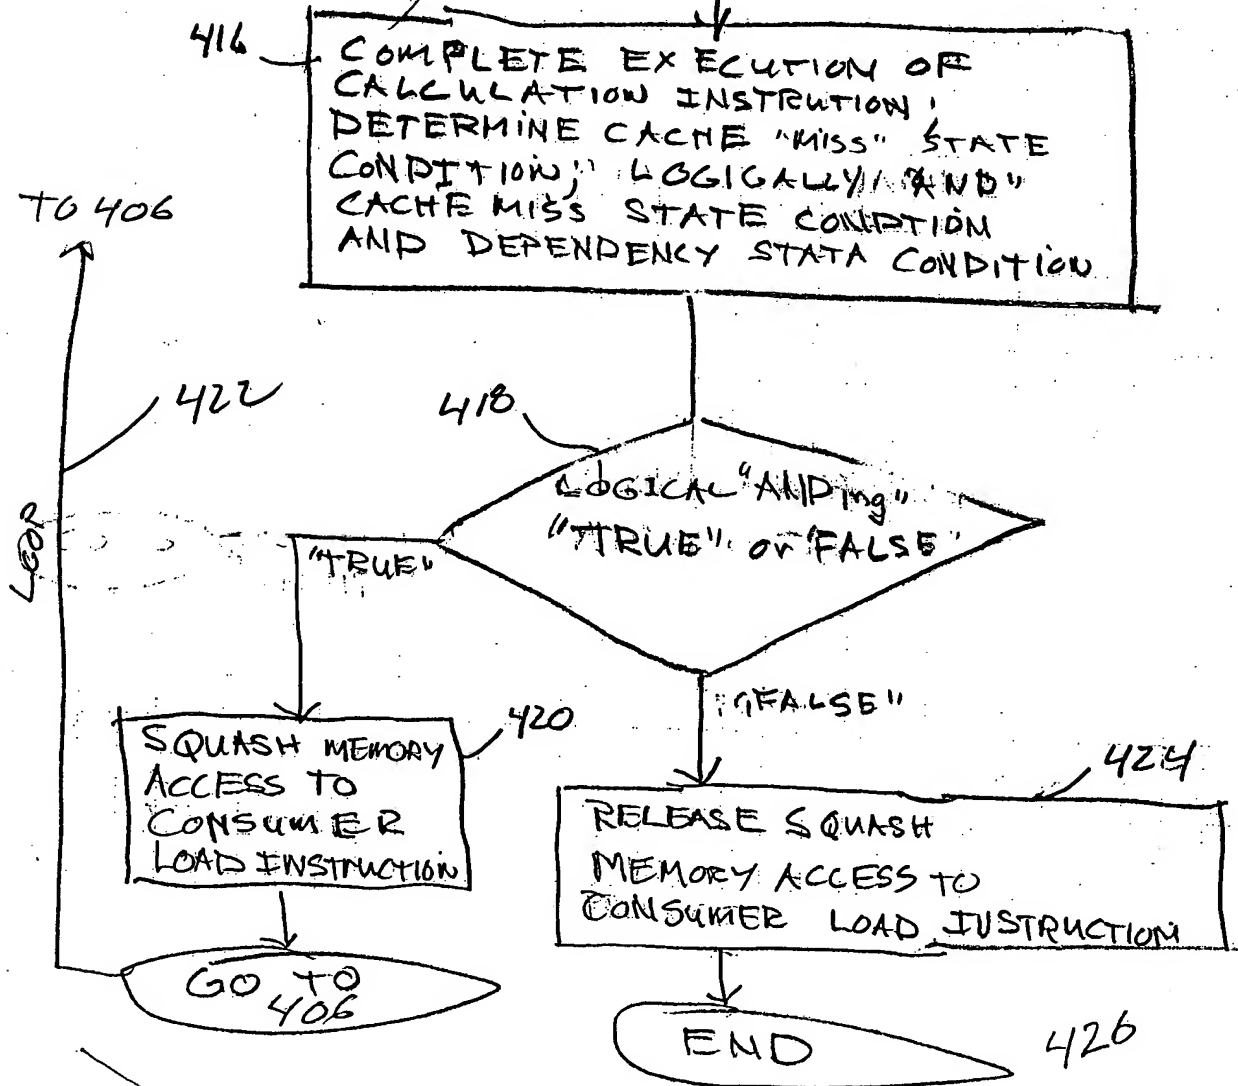 416
COMPLETE EXECUTION OF
CALCULATION INSTRUTION;
DETERMINE CACHE "MISS" STATE
CONDITION; LOGICALLY "AND"
CACHE MISS STATE CONDTION
AND DEPENDENCY STATA CONDITION
TO 406
422
418
LOGICAL "ANDing"
"TRUE" or "FALSE"
LOOP
"TRUE"
"FALSE"
420
SQUASH MEMORY
ACCESS TO
CONSUMER
LOAD INSTRUCTION
424
RELEASE SQUASH
MEMORY ACCESS TO
CONSUMER LOAD INSTRUCTION
GO TO
406
END
426